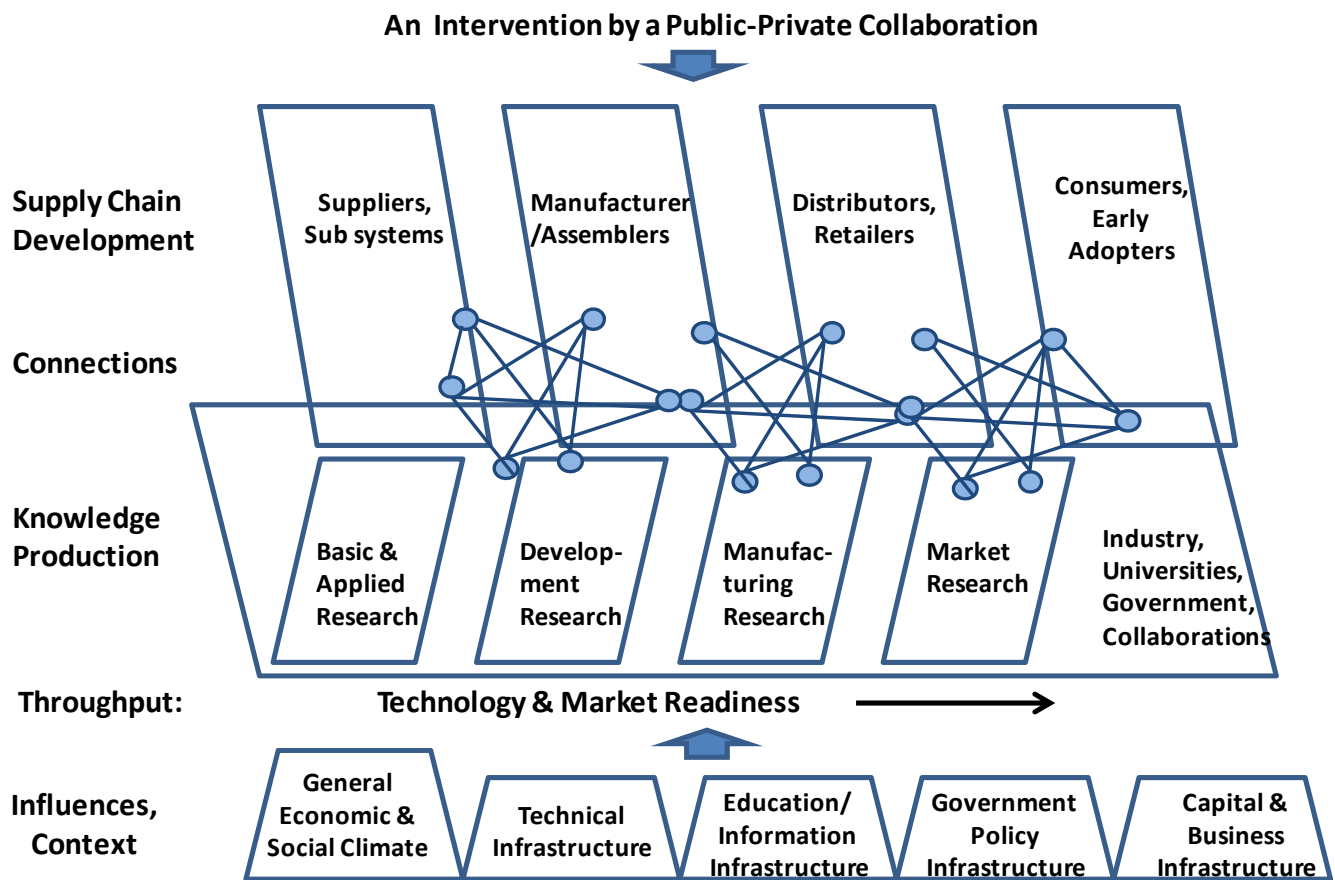 An Intervention by a Public-Private Collaboration
Supply Chain
Development
Suppliers,
Sub systems
Manufacturer
/Assemblers
Distributors,
Retailers
Consumers,
Early
Adopters
Connections
Knowledge
Production
Basic &
Applied
Research
Develop-
ment
Research
Manufac-
turing
Research
Market
Research
Industry,
Universities,
Government,
Collaborations
Throughput:
Technology & Market Readiness
Influences,
Context
General
Economic &
Social Climate
Technical
Infrastructure
Education/
Information
Infrastructure
Government
Policy
Infrastructure
Capital &
Business
Infrastructure